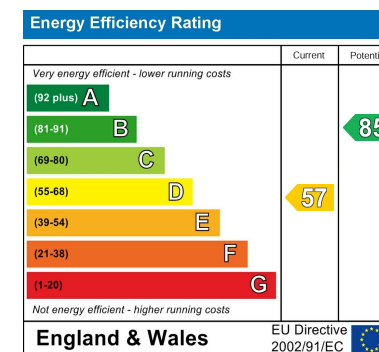 Energy Efficiency Rating
Current Potenti
Very energy efficient - lower running costs
(92 plus) A
(81-91) B
85
(69-80) C
(55-68) D
57
(39-54) E
(21-38) F
(1-20) G
Not energy efficient - higher running costs
England & Wales
EU Directive
2002/91/EC